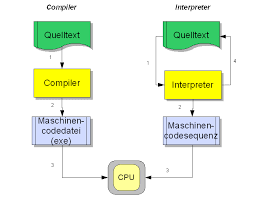 Compiler
Interpreter
Quelltext
Quelltext
1
1
4
Compiler
Interpreter
2
2
Maschinen-
codedatei
(exe)
Maschinen-
codesequenz
3
3
CPU